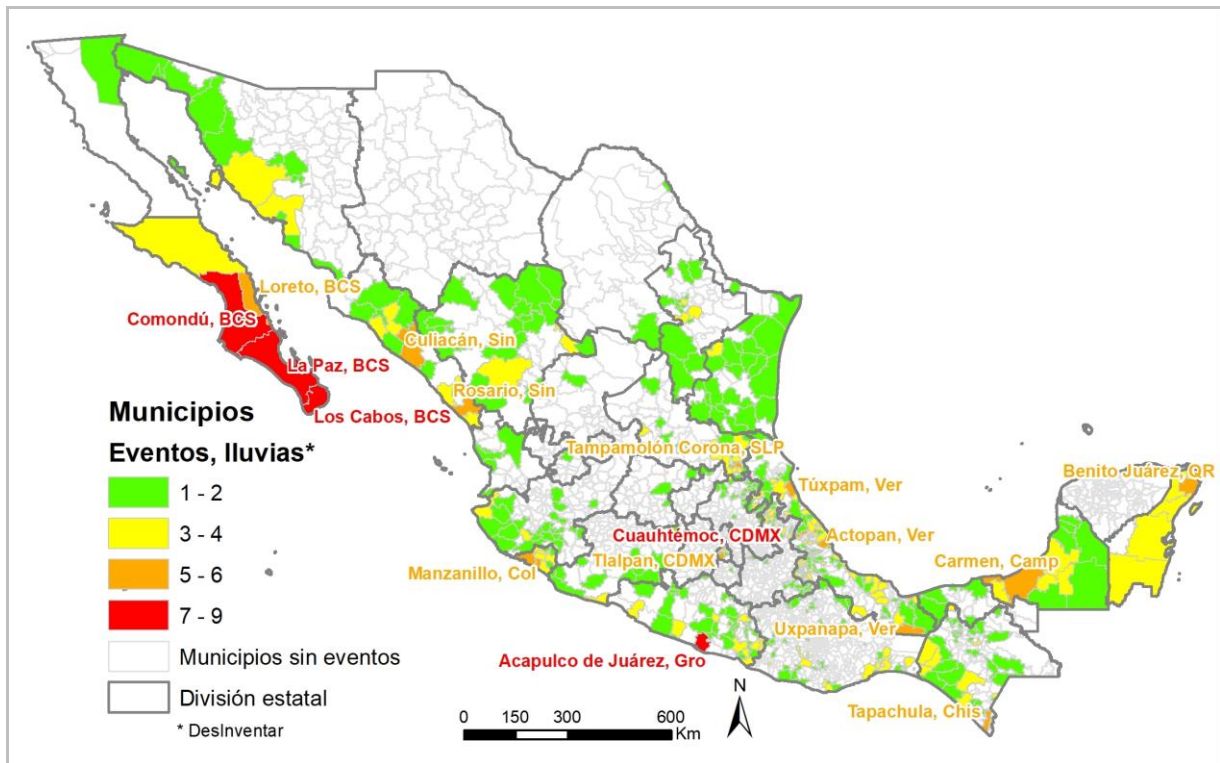 Loreto, BCS
Comondú, BCS
Culiacán, Sin
La Paz, BCS
Rosario, Sin
Los Cabos, BCS
Municipios
Eventos, lluvias*
1 - 2
3 - 4
5 - 6
7 - 9
Municipios sin eventos
División estatal
* DesInventar
Tampamolón Corona, SLP
Benito Juárez, QR
Túxpam, Ver
Cuauhtémoc, CDMX
Actopan, Ver
Tlalpan, CDMX
Carmen, Camp
Manzanillo, Col
Uxpanapa, Ver
Acapulco de Juárez, Gro
Tapachula, Chis
N
0 150 300 600
Km